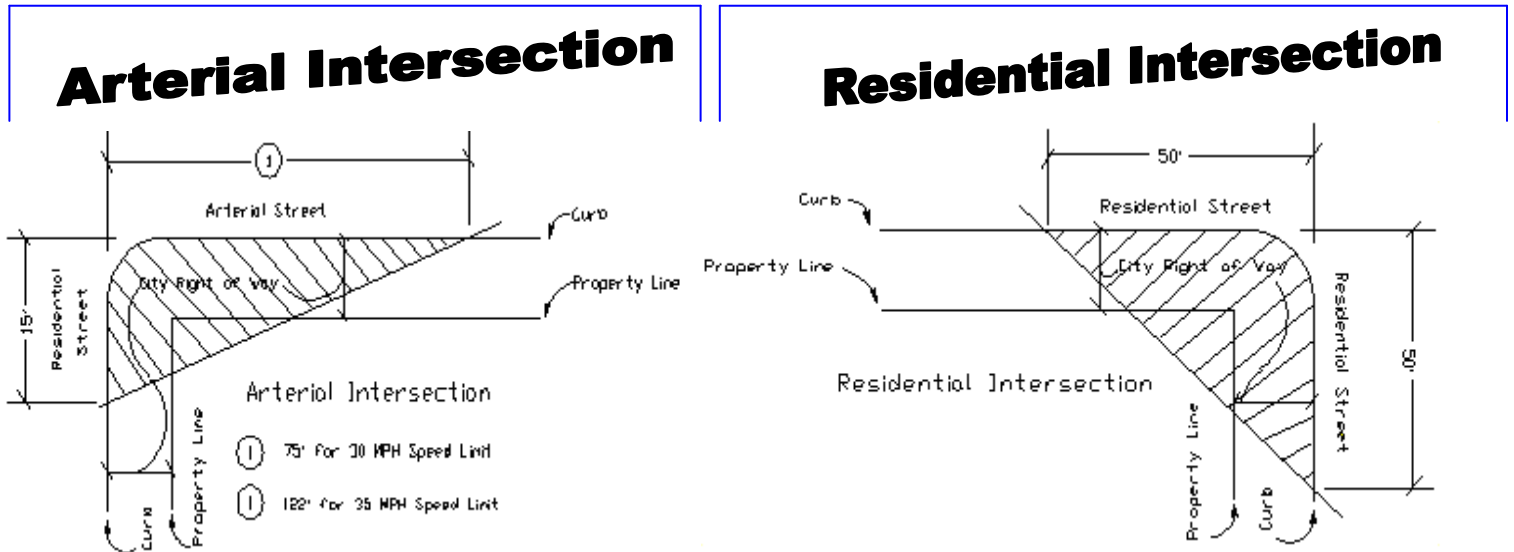 Arterial Intersection
1
Arterial Street
Curb
City Right of Way
Property Line
Residential
Street
15'
Arterial Intersection
1 75' for 30 MPH Speed Limit
1 122' for 35 MPH Speed Limit
Property Line
Curb
Residential Intersection
50'
Curb
Residential Street
Property Line
City Right of Way
Residential Street
50'
Residential Intersection
Property Line
Curb